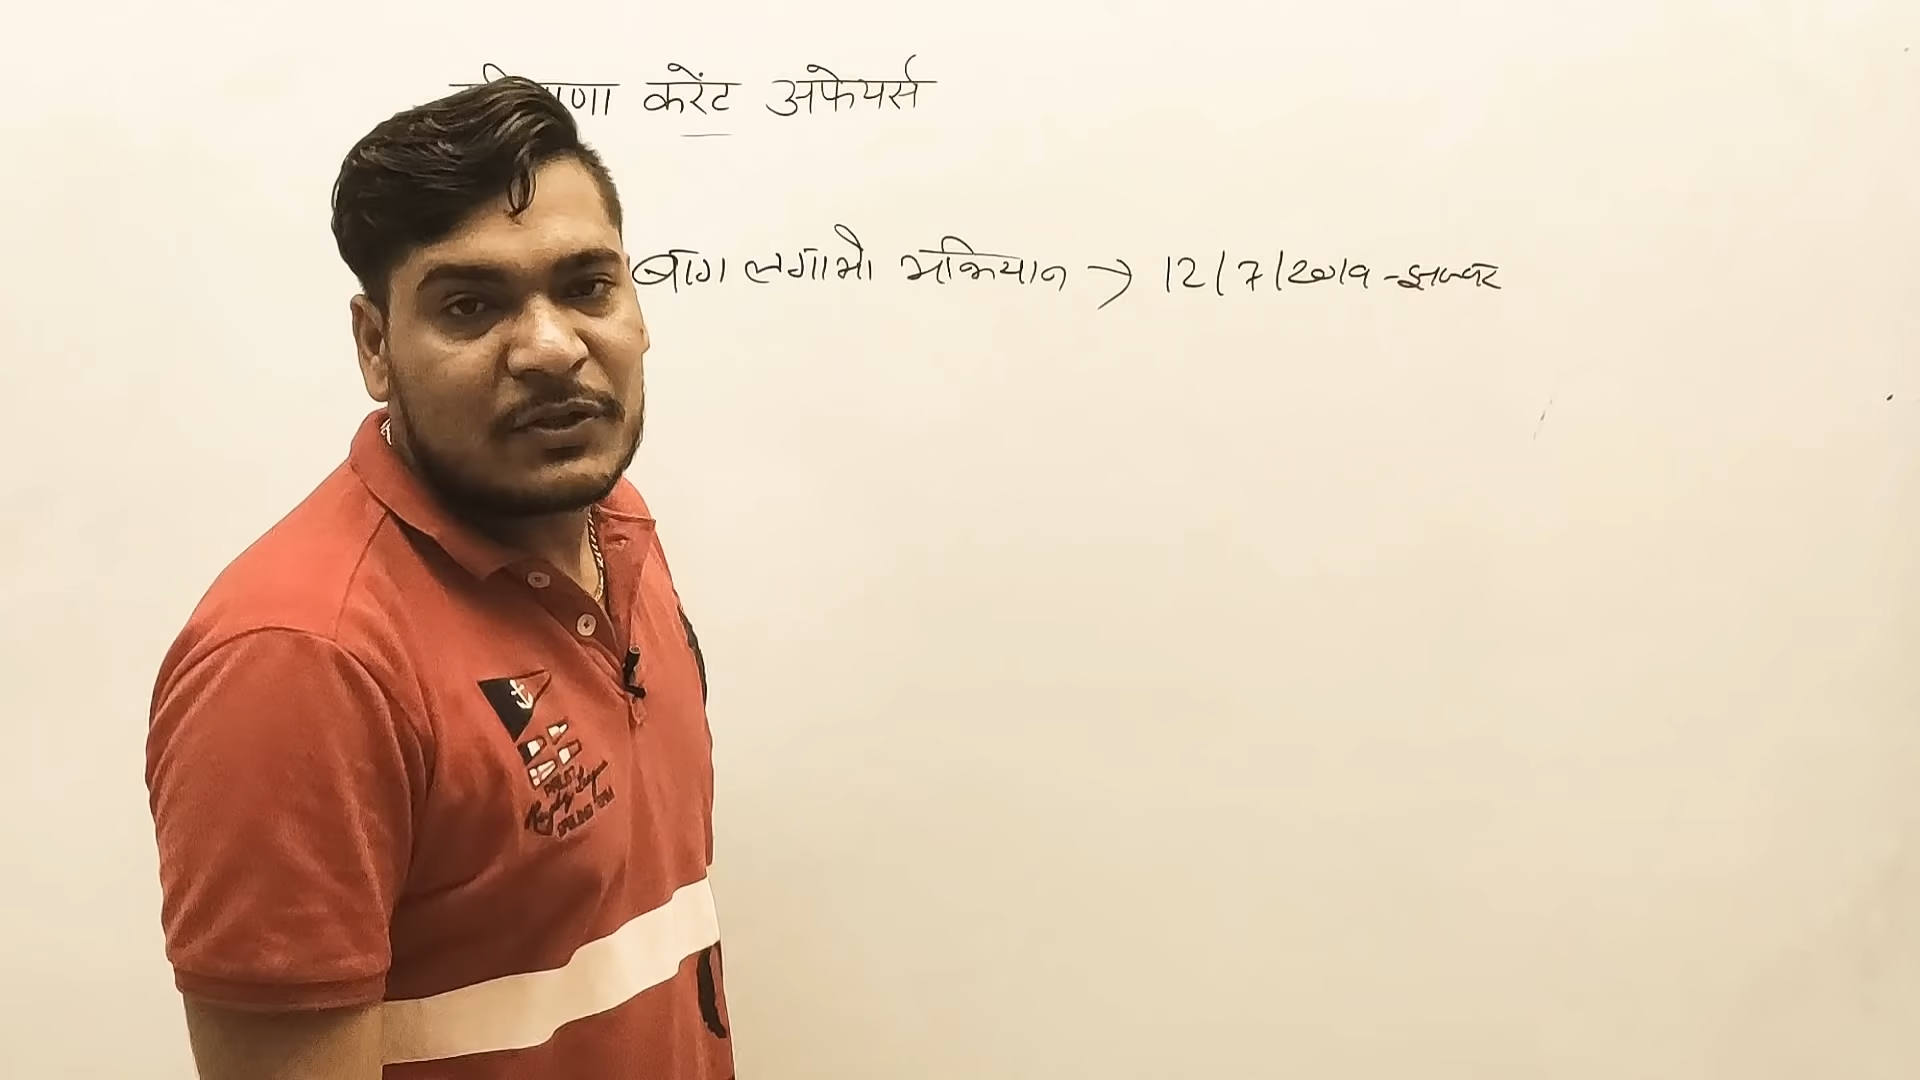 करेंट अफेयर्स
बाग लगाओ अभियान → 12/7/2019 - झज्जर